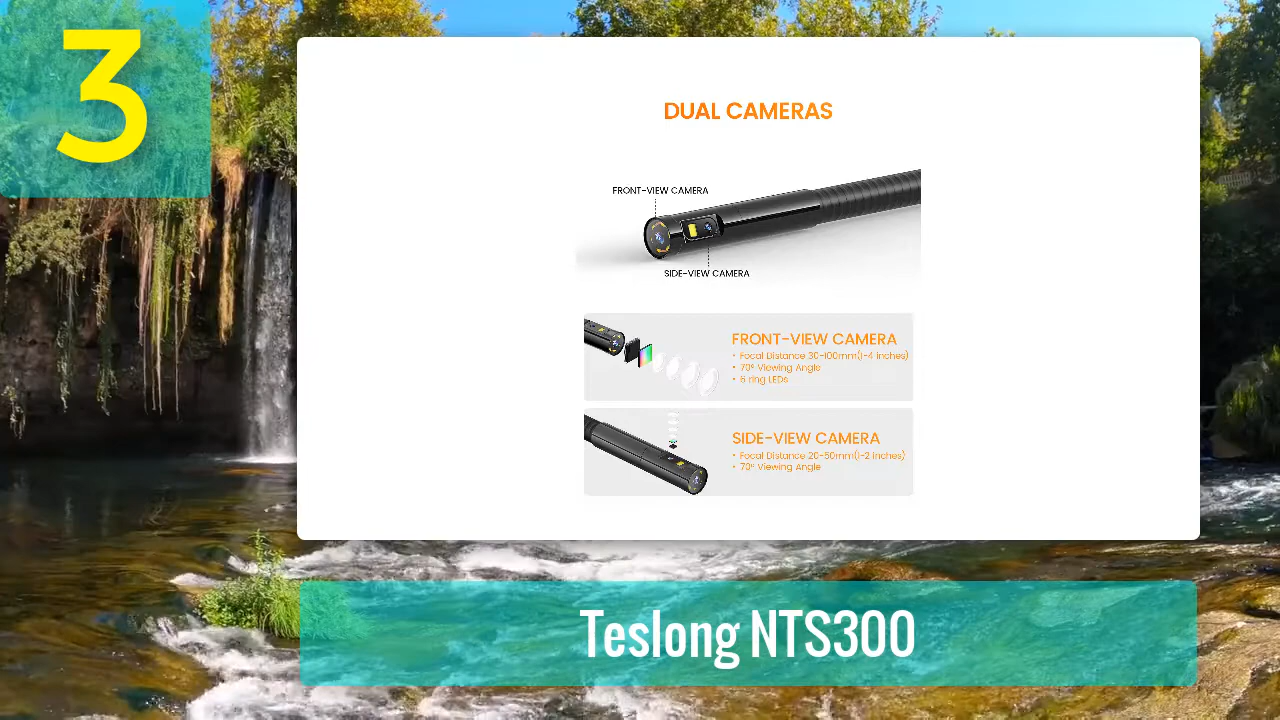 3
DUAL CAMERAS
FRONT-VIEW CAMERA
SIDE-VIEW CAMERA
FRONT-VIEW CAMERA
• Focal Distance 30-100mm(1-4 inches)
• 70° Viewing Angle
• 6 ring LEDs
SIDE-VIEW CAMERA
• Focal Distance 20-50mm(1-2 inches)
• 70° Viewing Angle
Teslong NTS300